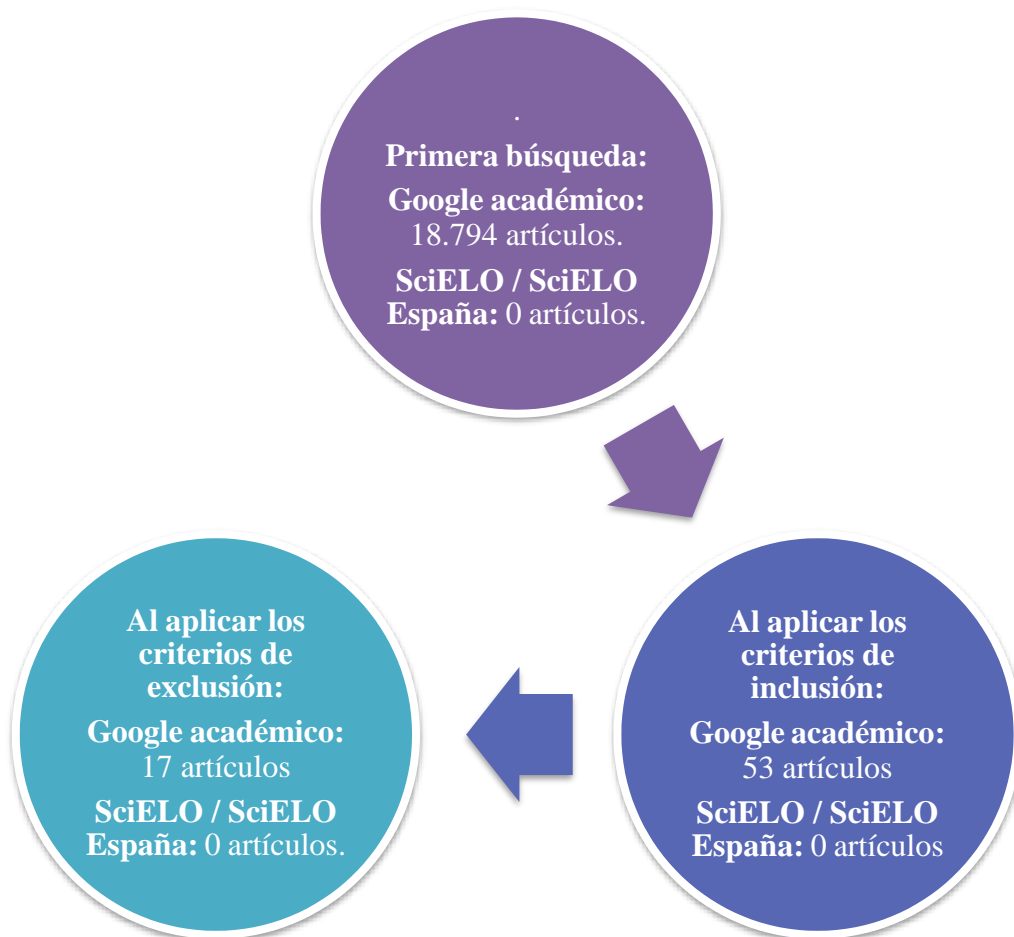 .
Primera búsqueda:
Google académico:
18.794 artículos.
SciELO / SciELO
España: 0 artículos.
Al aplicar los
criterios de
inclusión:
Google académico:
53 artículos
SciELO / SciELO
España: 0 artículos
Al aplicar los
criterios de
exclusión:
Google académico:
17 artículos
SciELO / SciELO
España: 0 artículos.